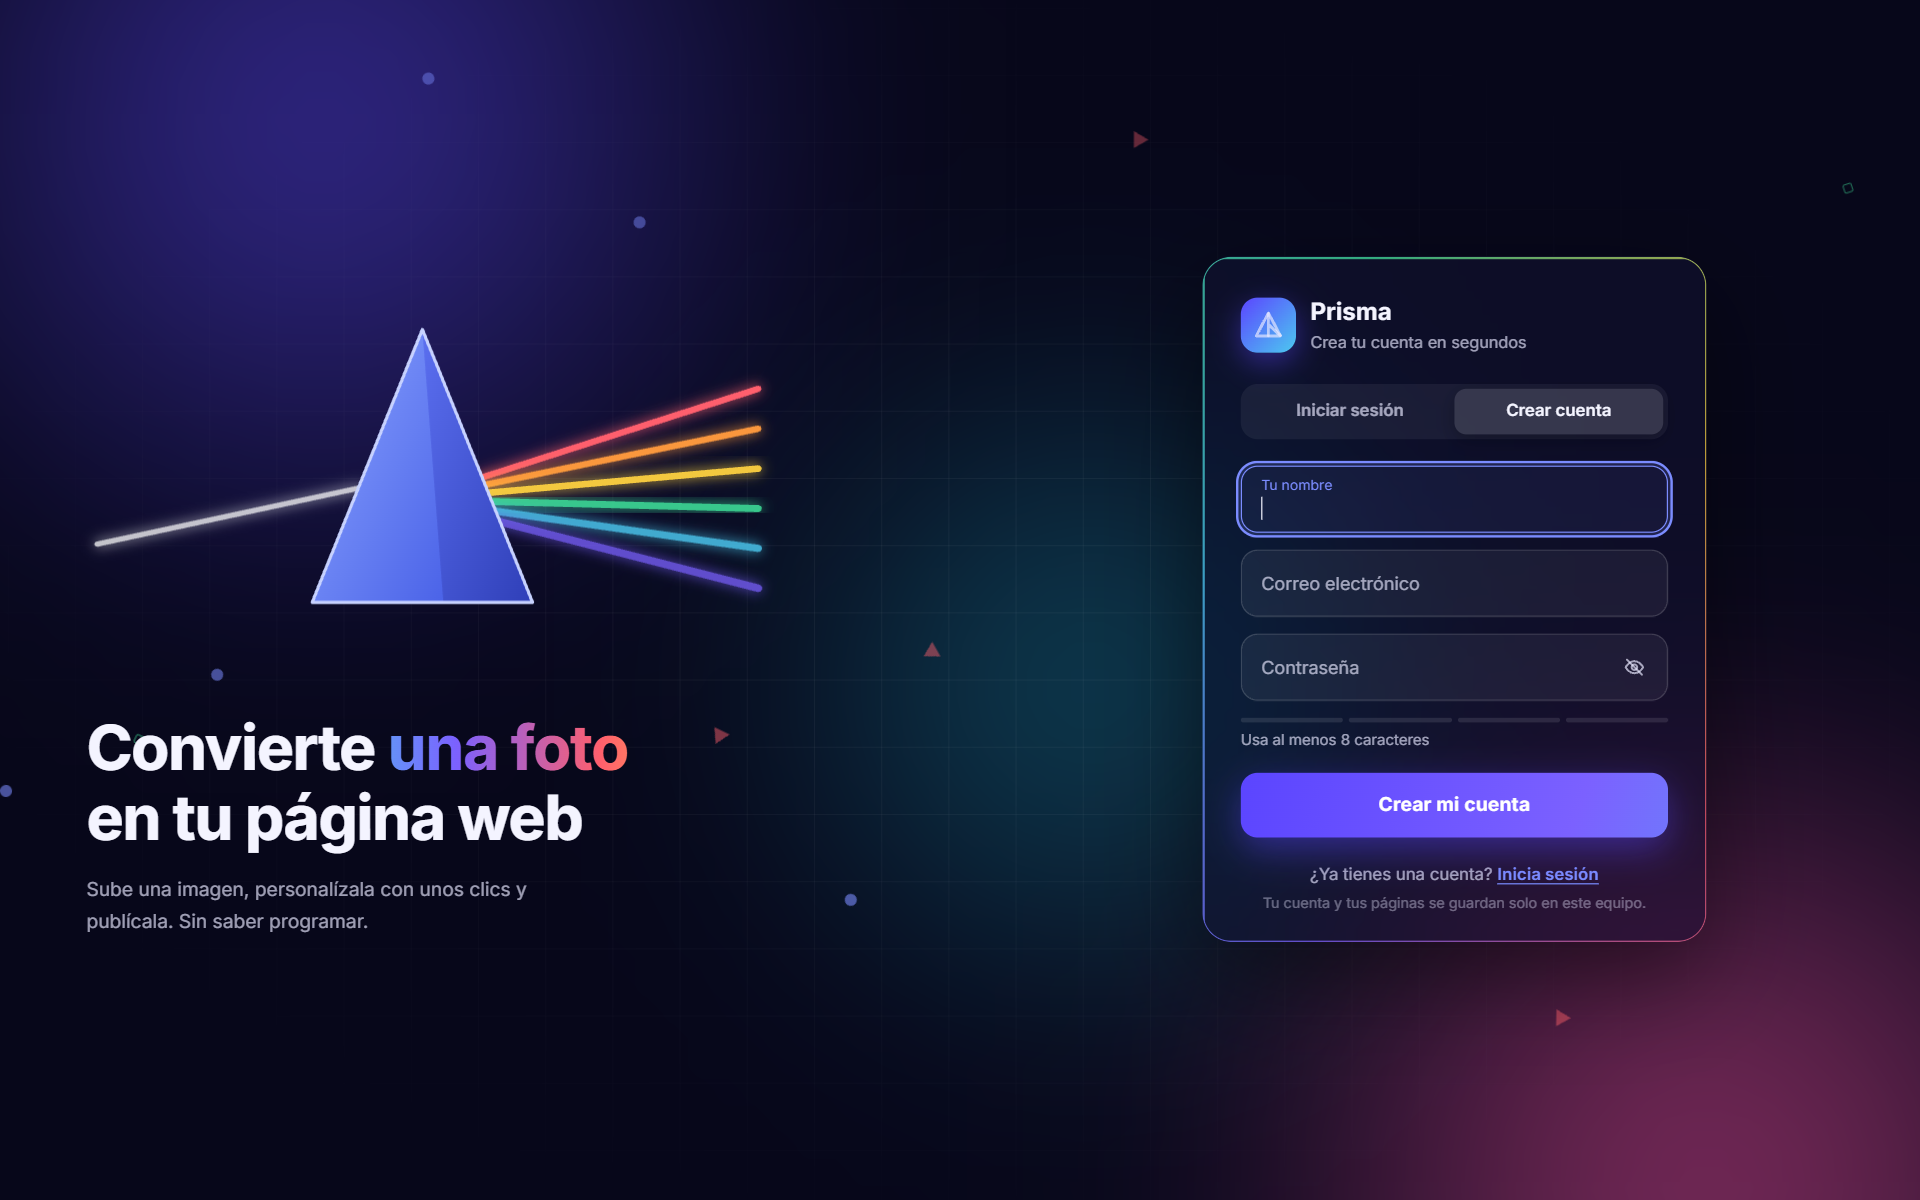 Convierte una foto
en tu página web
Sube una imagen, personalízala con unos clics y
publícala. Sin saber programar.
Prisma
Crea tu cuenta en segundos
Iniciar sesión
Crear cuenta
Tu nombre
Correo electrónico
Contraseña
Usa al menos 8 caracteres
Crear mi cuenta
¿Ya tienes una cuenta? Inicia sesión
Tu cuenta y tus páginas se guardan solo en este equipo.